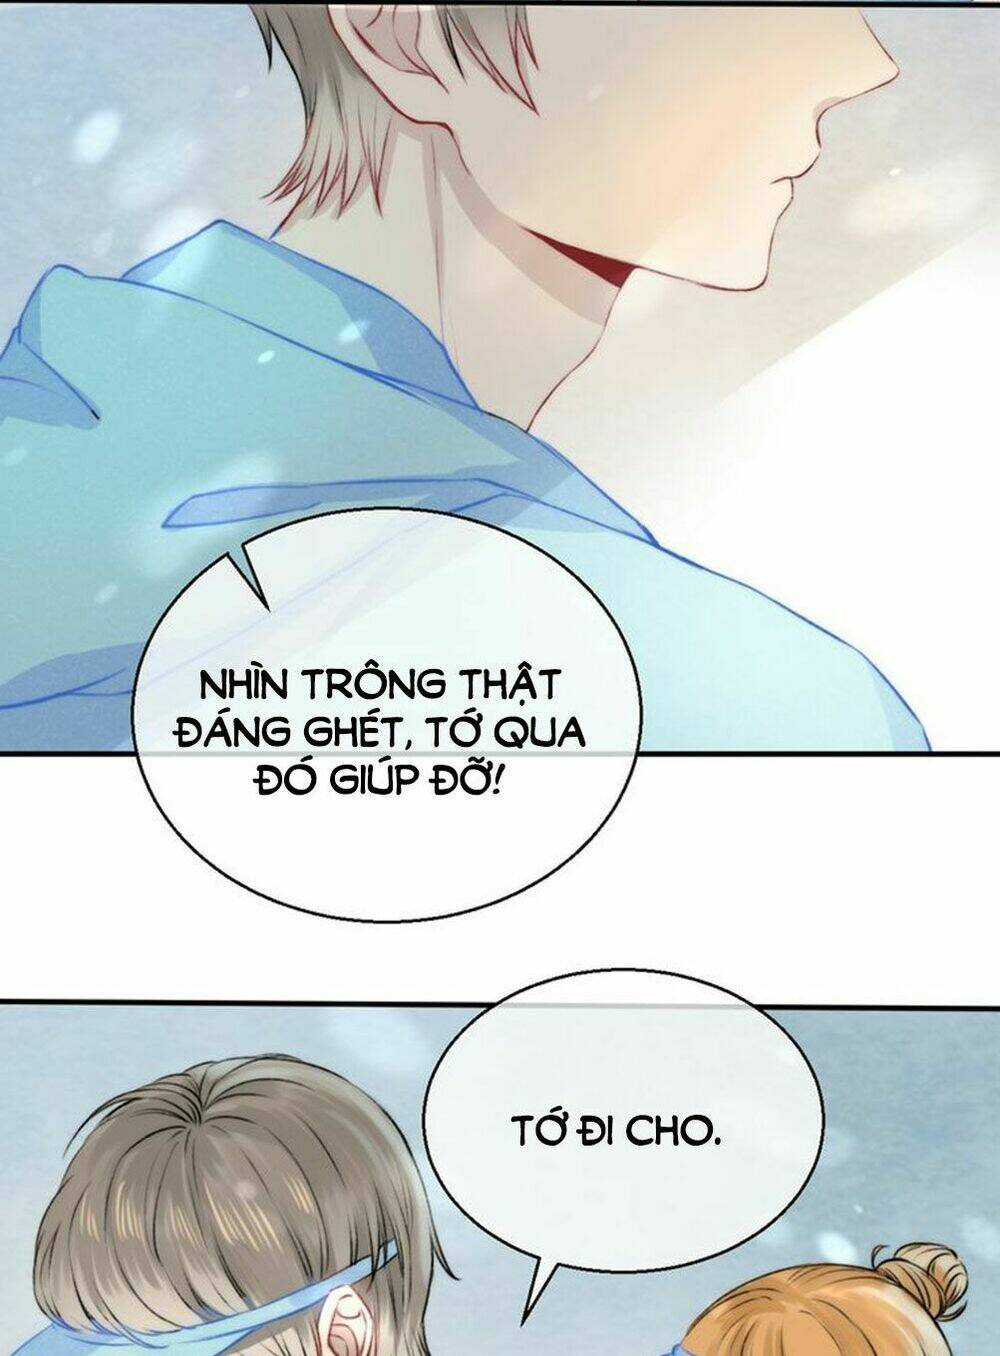 NHÌN TRÔNG THẬT
ĐÁNG GHÉT, TỚ QUA
ĐÓ GIÚP ĐỠ!
TỚ ĐI CHO.